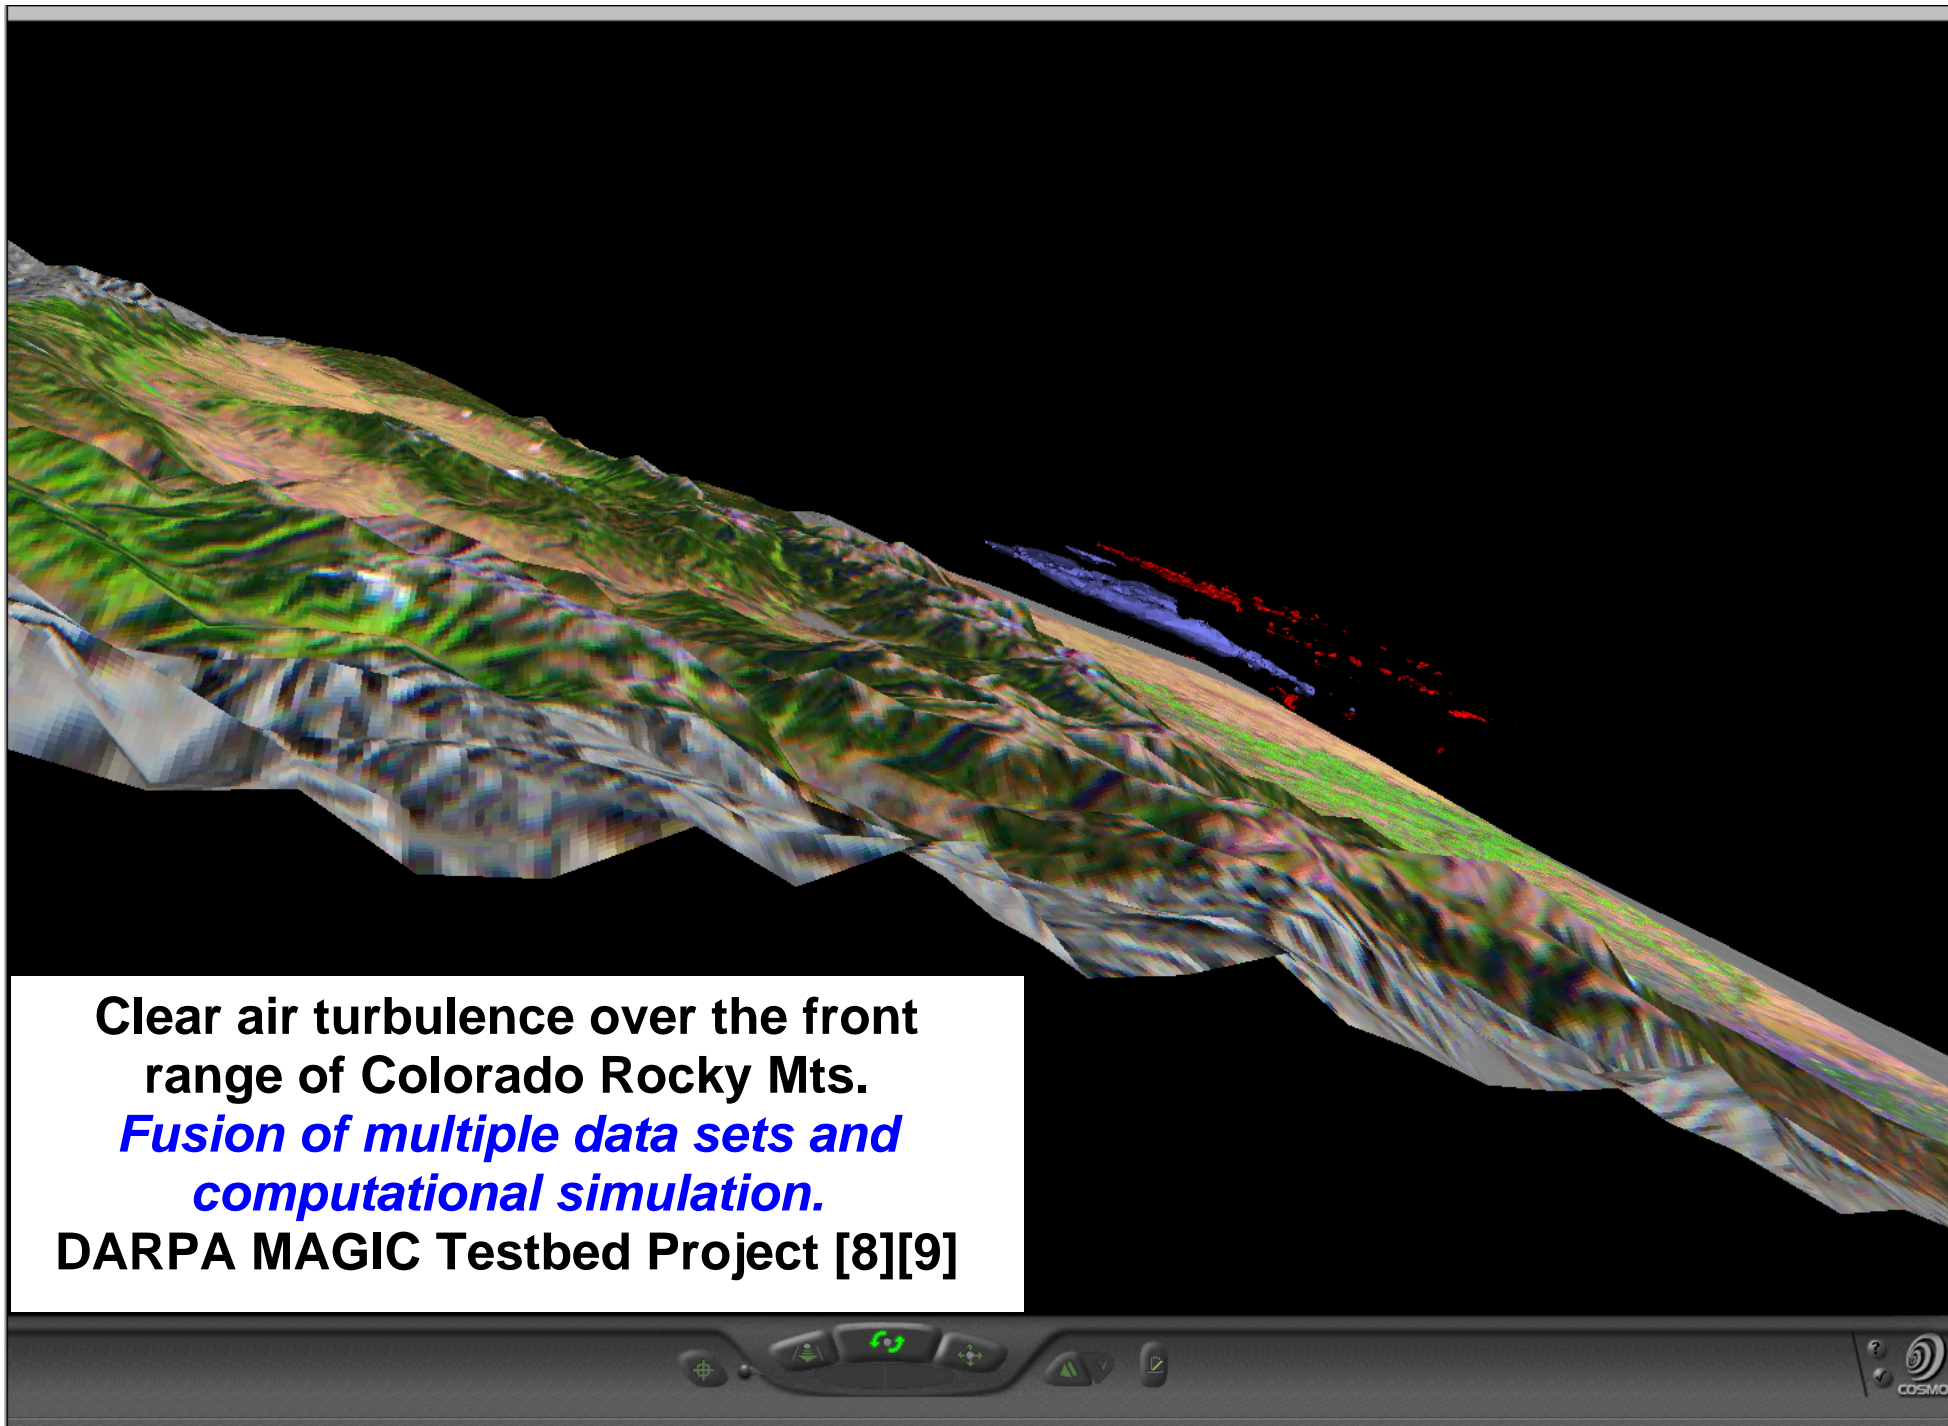 Clear air turbulence over the front
range of Colorado Rocky Mts.
Fusion of multiple data sets and
computational simulation.
DARPA MAGIC Testbed Project [8][9]
?
COSMO